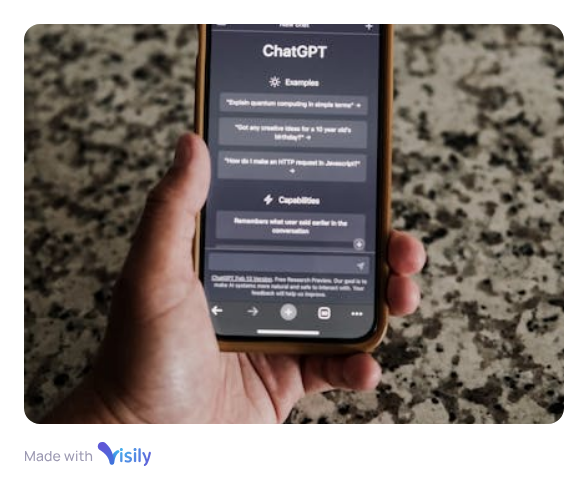 New chat
ChatGPT
Examples
"Explain quantum computing in simple terms" →
"Got any creative ideas for a 10 year old's
birthday?" →
"How do I make an HTTP request in Javascript?"
→
Capabilities
Remembers what user said earlier in the
conversation
ChatGPT Feb 13 Version. Free Research Preview. Our goal is to
make AI systems more natural and safe to interact with. Your
feedback will help us improve.
Made with Visily